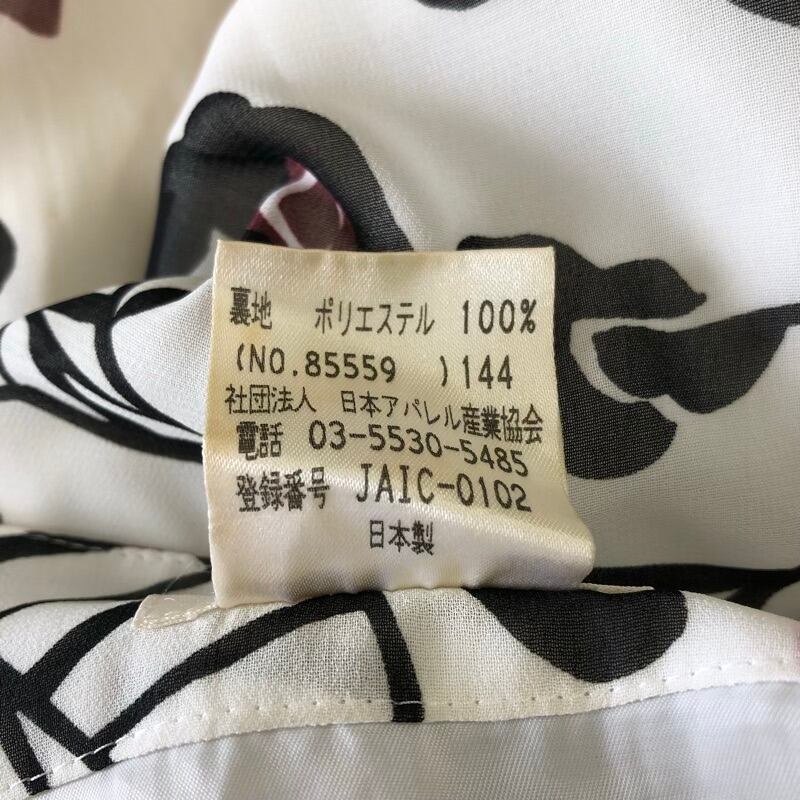 裏地 ポリエステル 100%
(NO.85559 )144
社団法人 日本アパレル産業協会
電話 03-5530-5485
登録番号 JAIC-0102
日本製